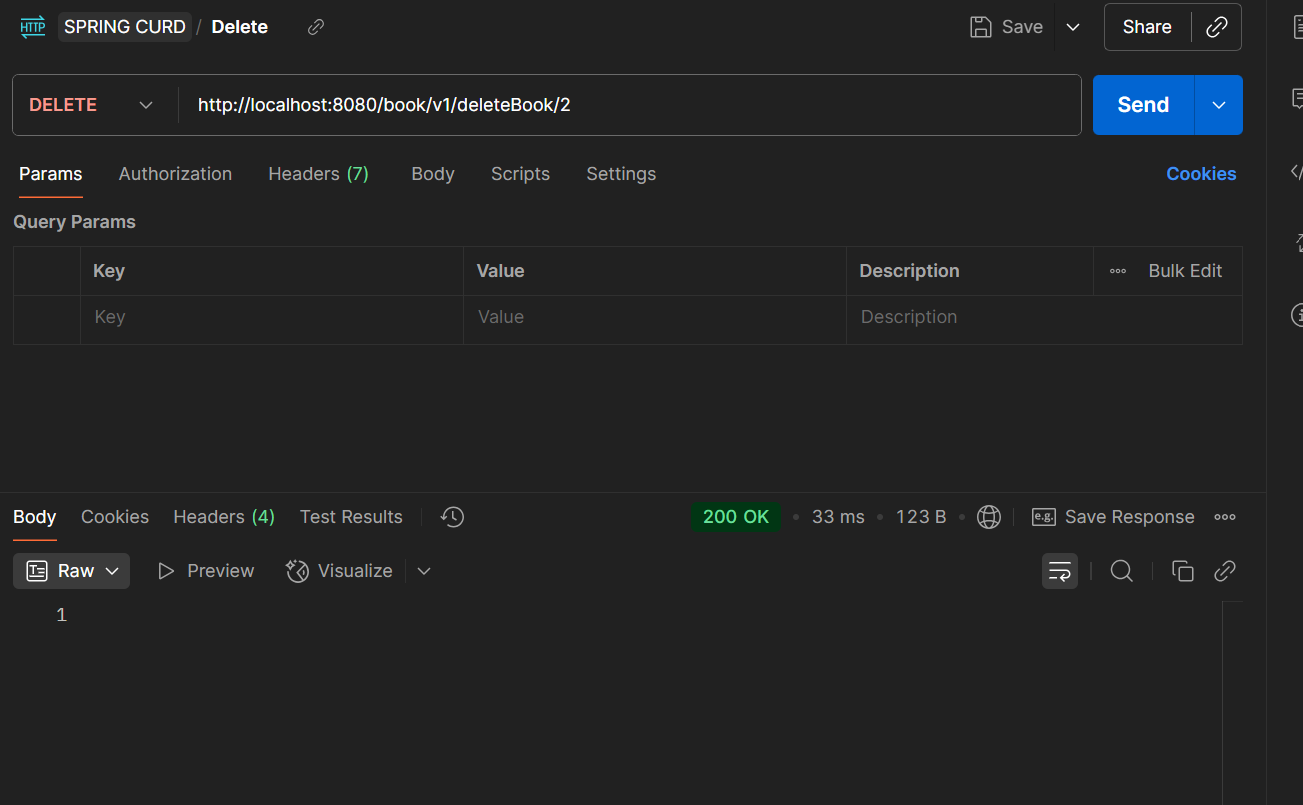 HTTP SPRING CURD / Delete Save Share
DELETE http://localhost:8080/book/v1/deleteBook/2 Send
Params Authorization Headers (7) Body Scripts Settings Cookies
Query Params
Key Value Description Bulk Edit
Key Value Description
Body Cookies Headers (4) Test Results 200 OK • 33 ms • 123 B • e.g. Save Response
Raw Preview Visualize
1